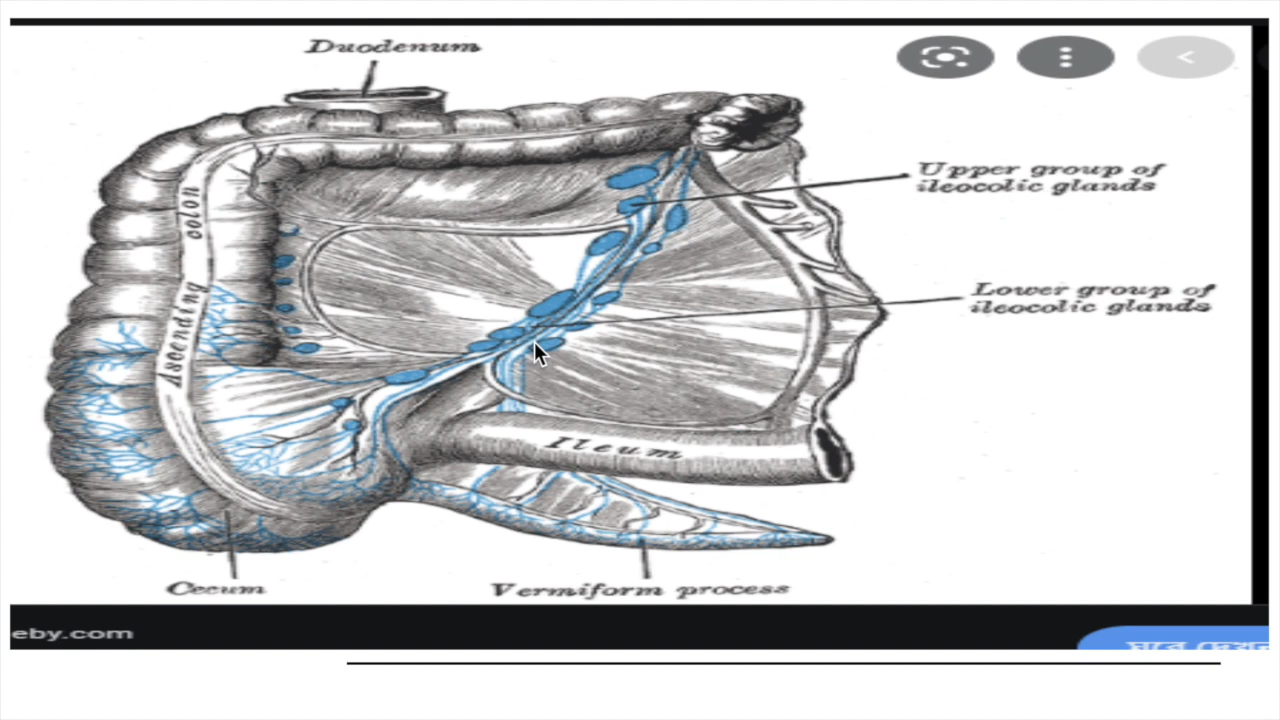 Duodenum
Upper group of
ileocolic glands
Ascending colon
Lower group of
ileocolic glands
Ileum
Cecum
Vermiform process
eby.com